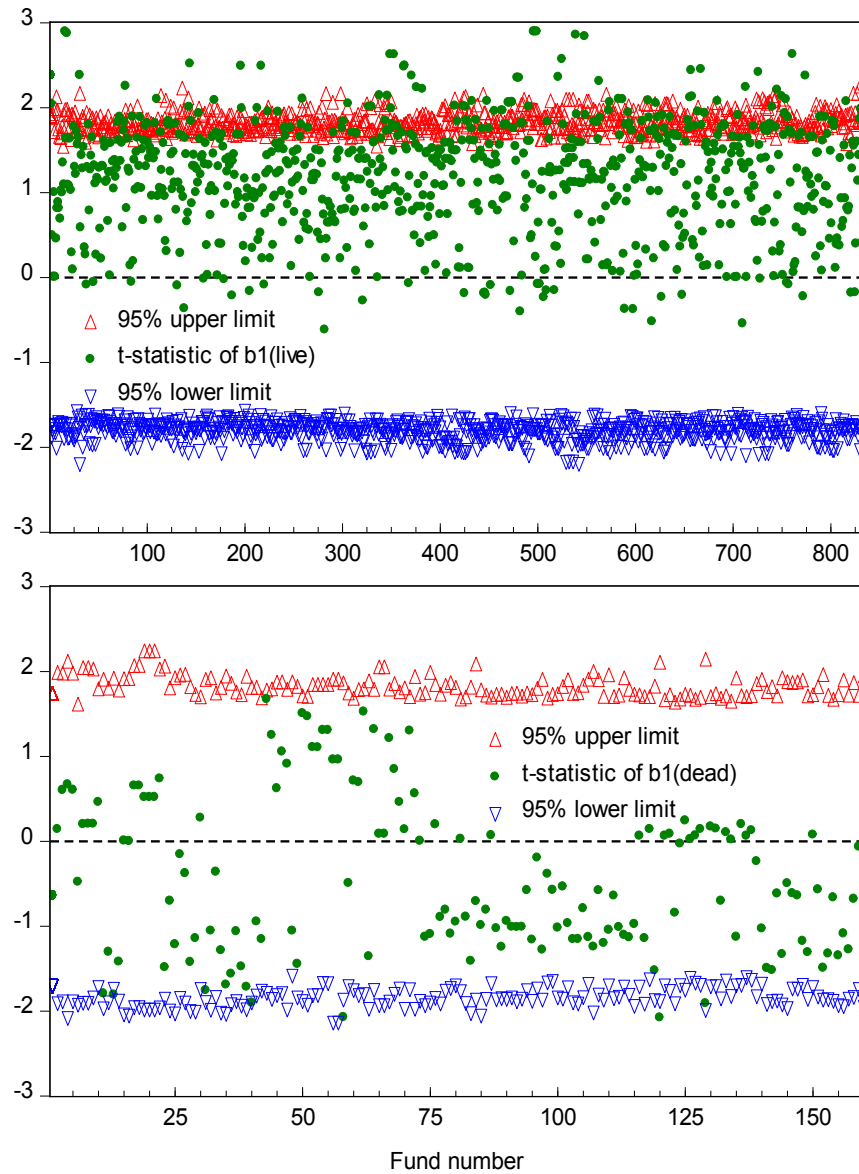 3
2
1
0
95% upper limit
t-statistic of b1(live)
-1
95% lower limit
-2
-3
100 200 300 400 500 600 700 800
3
2
1
95% upper limit
t-statistic of b1(dead)
95% lower limit
0
-1
-2
-3
25 50 75 100 125 150
Fund number